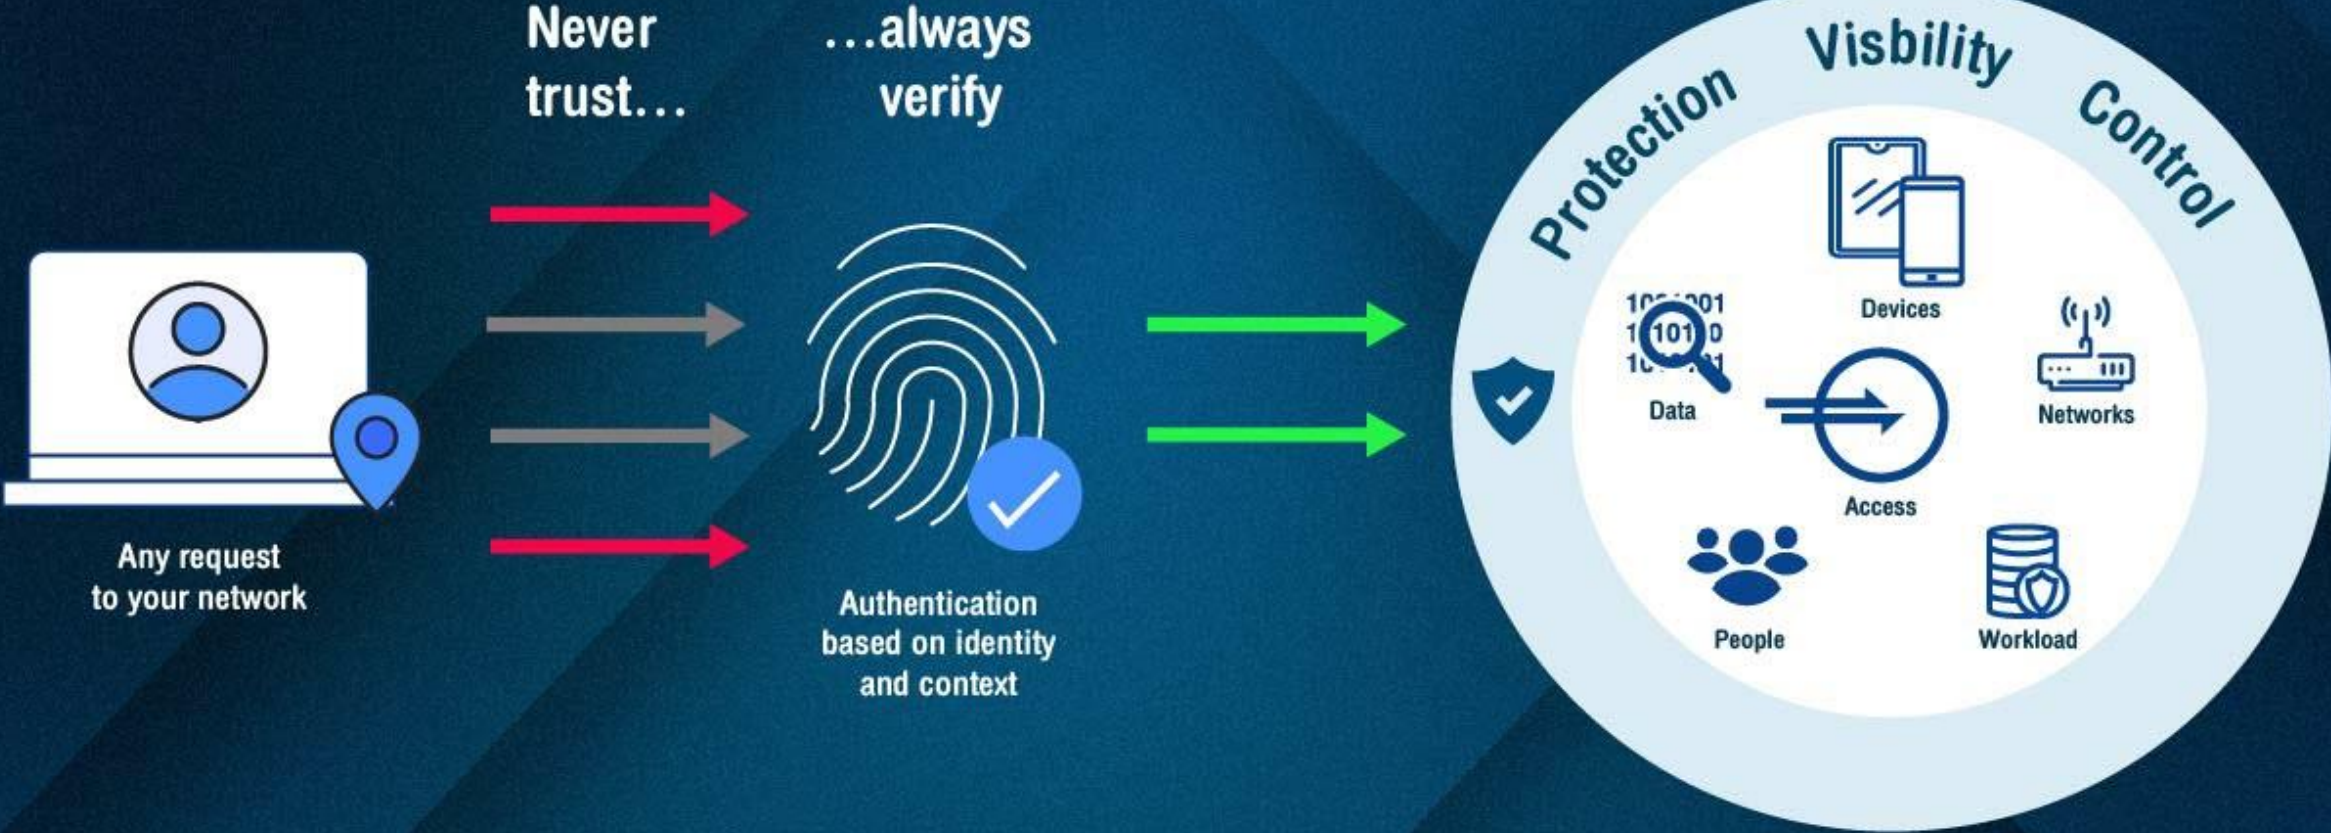 Never
trust...
...always
verify
Any request
to your network
Authentication
based on identity
and context
Protection
Visbility
Control
Devices
Data
Networks
Access
People
Workload